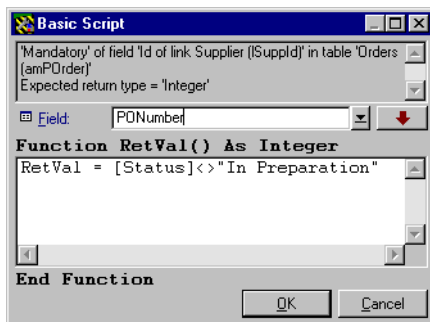 Basic Script
'Mandatory' of field 'Id of link Supplier (lSuppId)' in table 'Orders
(amPOrder)'
Expected return type = 'Integer'
Field: PONumber
Function RetVal() As Integer
RetVal = [Status]<>"In Preparation"
End Function
OK Cancel